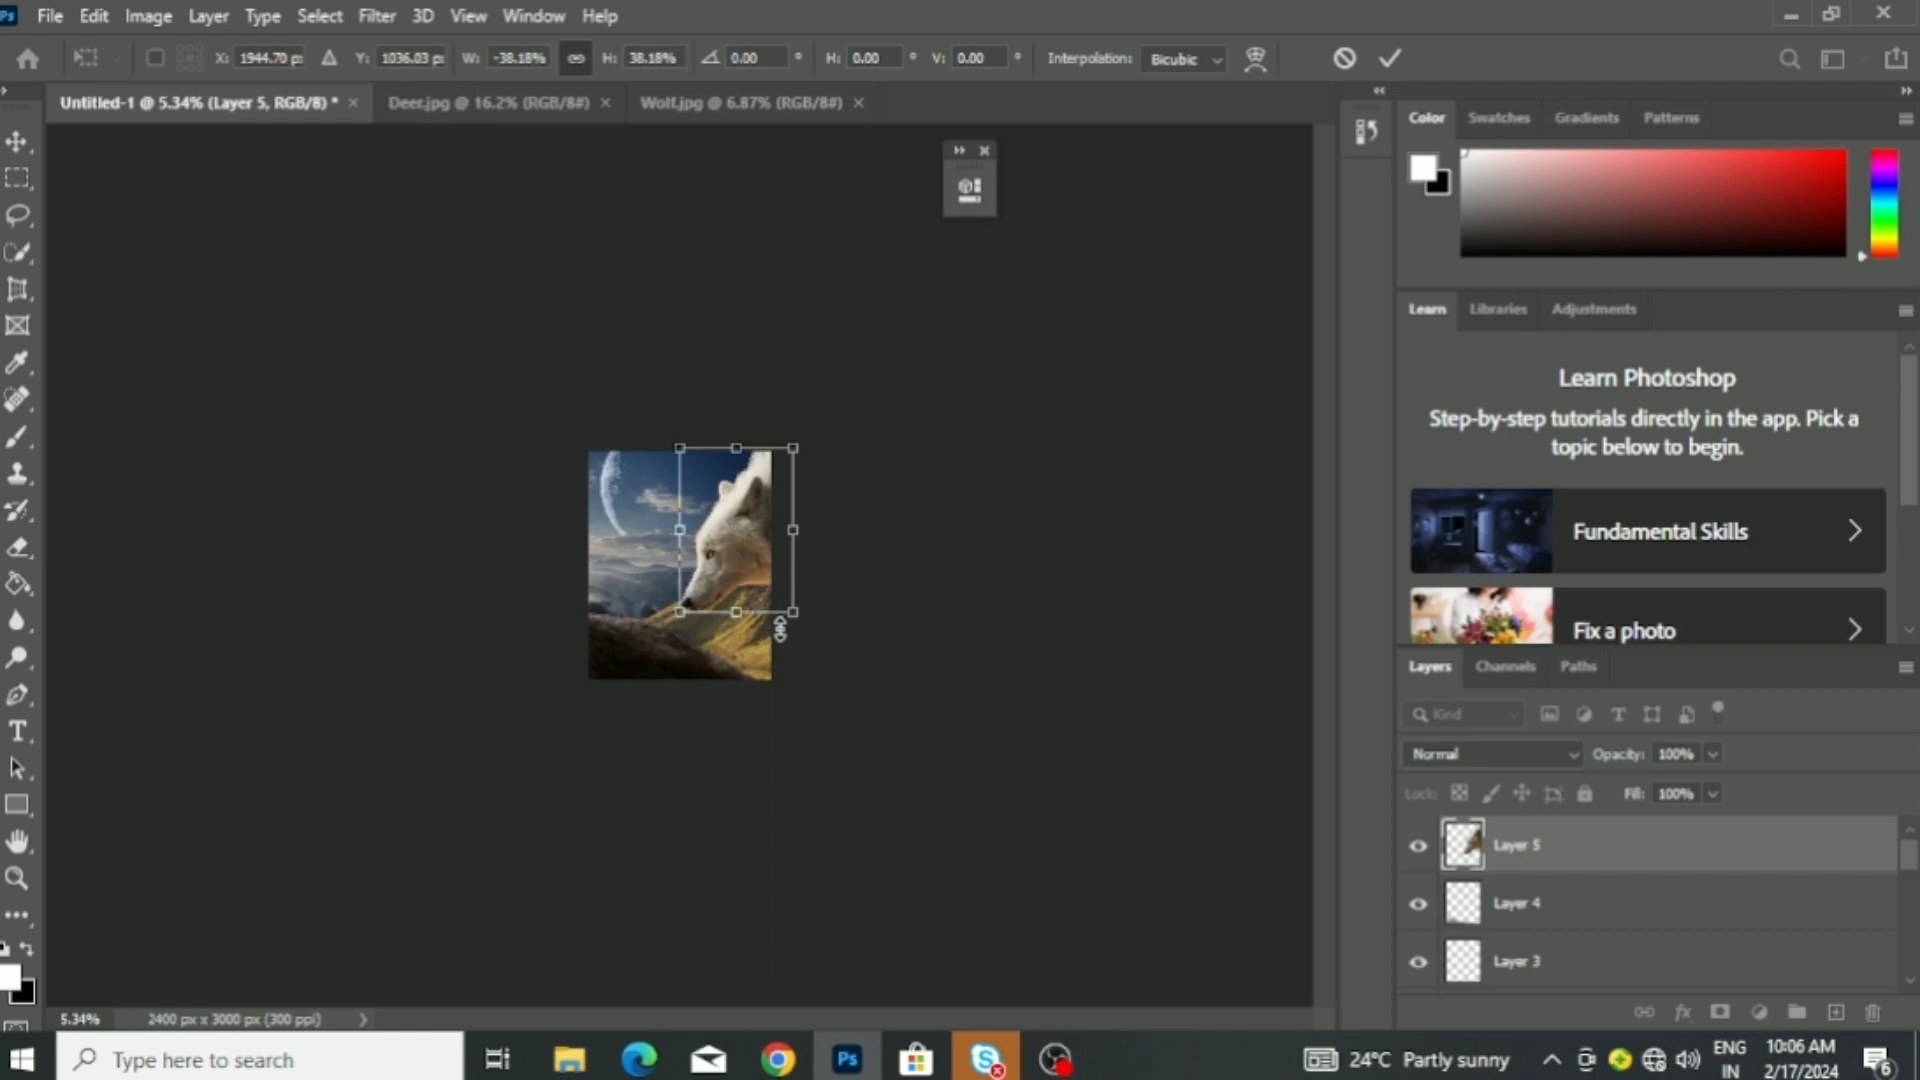 Ps File Edit Image Layer Type Select Filter 3D View Window Help
X: 1944.70 p: Y: 1036.03 p: W: -38.18% H: 38.18% 0.00 ° H: 0.00 ° V: 0.00 ° Interpolation: Bicubic
Untitled-1 @ 5.34% (Layer 5, RGB/8) * × Deer.jpg @ 16.2% (RGB/8#) × Wolf.jpg @ 6.87% (RGB/8#) ×
Color Swatches Gradients Patterns
Learn Libraries Adjustments
Learn Photoshop
Step-by-step tutorials directly in the app. Pick a
topic below to begin.
Fundamental Skills
Fix a photo
Layers Channels Paths
Kind
Normal Opacity: 100%
Lock: Fill: 100%
Layer 5
Layer 4
Layer 3
5.34% 2400 px x 3000 px (300 ppi)
Type here to search
Ps
24°C Partly sunny
ENG
IN
10:06 AM
2/17/2024
6